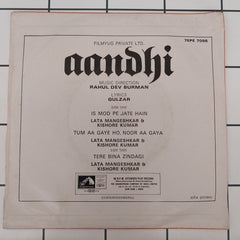 FILMYUG PRIVATE LTD.
7EPE 7098
aandhi
MUSIC DIRECTION
RAHUL DEV BURMAN
LYRICS
GULZAR
SIDE ONE
IS MOD PE JATE HAIN
LATA MANGESHKAR &
KISHORE KUMAR
TUM AA GAYE HO, NOOR AA GAYA
LATA MANGESHKAR &
KISHORE KUMAR
SIDE TWO
TERE BINA ZINDAGI
LATA MANGESHKAR &
KISHORE KUMAR